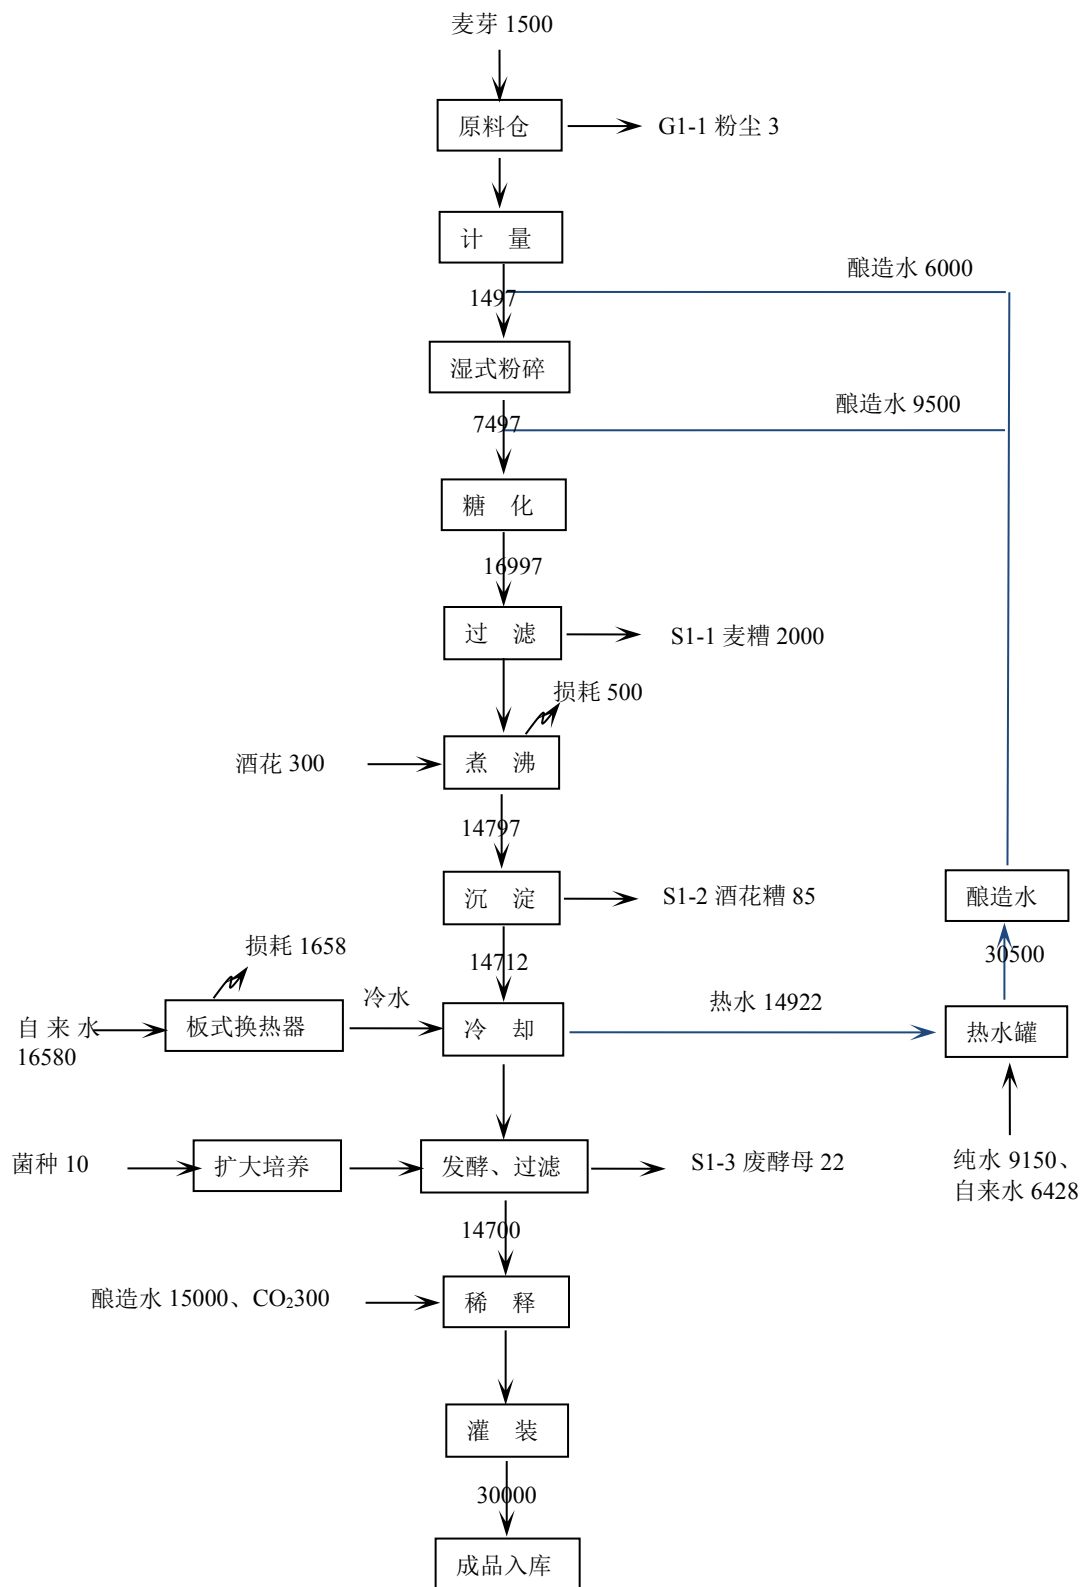 麦芽 1500
原料仓
G1-1 粉尘 3
计 量
酿造水 6000
1497
湿式粉碎
酿造水 9500
7497
糖 化
16997
过 滤
S1-1 麦糟 2000
损耗 500
酒花 300
煮 沸
14797
沉 淀
S1-2 酒花糟 85
酿造水
损耗 1658
14712
30500
冷水
热水 14922
自 来 水
16580
板式换热器
冷 却
热水罐
菌种 10
扩大培养
发酵、过滤
S1-3 废酵母 22
纯水 9150、
自来水 6428
14700
酿造水 15000、CO₂300
稀 释
灌 装
30000
成品入库